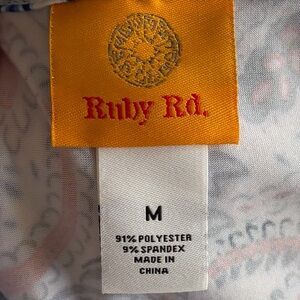 Ruby Rd.
M
91% POLYESTER
9% SPANDEX
MADE IN
CHINA